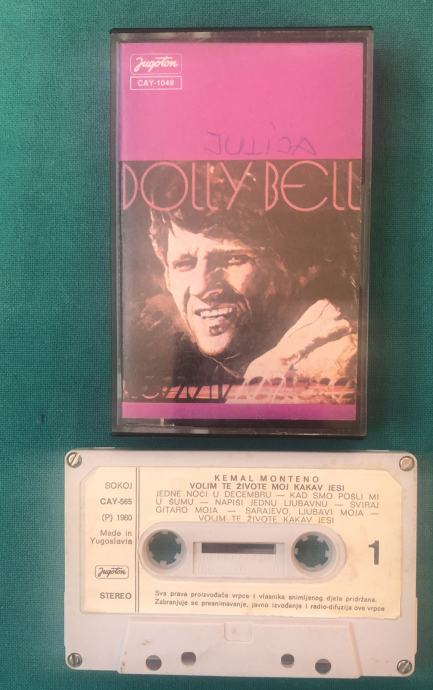 Jugoton
CAY-1049
JULIJA
DOLLY BELL
SOKOJ
CAY-565
(P) 1980
Made in
Yugoslavia
Jugoton
STEREO
KEMAL MONTENO
VOLIM TE ŽIVOTE MOJ KAKAV JESI
JEDNE NOĆI U DECEMBRU — KAD SMO POŠLI MI
U ŠUMU — NAPIŠI JEDNU LJUBAVNU — SVIRAJ
GITARO MOJA — SARAJEVO, LJUBAVI MOJA —
VOLIM TE ŽIVOTE KAKAV JESI
1
Sva prava proizvođača vrpce i vlasnika snimljenog djela pridržana.
Zabranjuje se presnimavanje, javno izvođenje i radio-difuzija ove vrpce